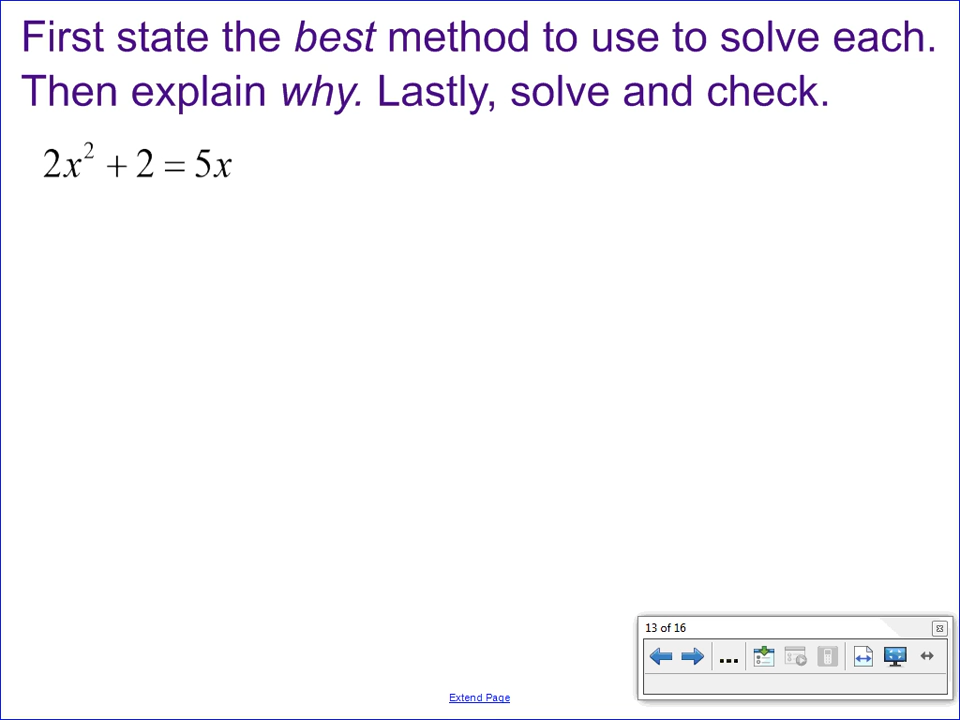 First state the best method to use to solve each.
Then explain why. Lastly, solve and check.
2x² + 2 = 5x
13 of 16
...
Extend Page